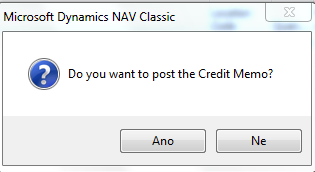 Microsoft Dynamics NAV Classic
Do you want to post the Credit Memo?
Ano Ne